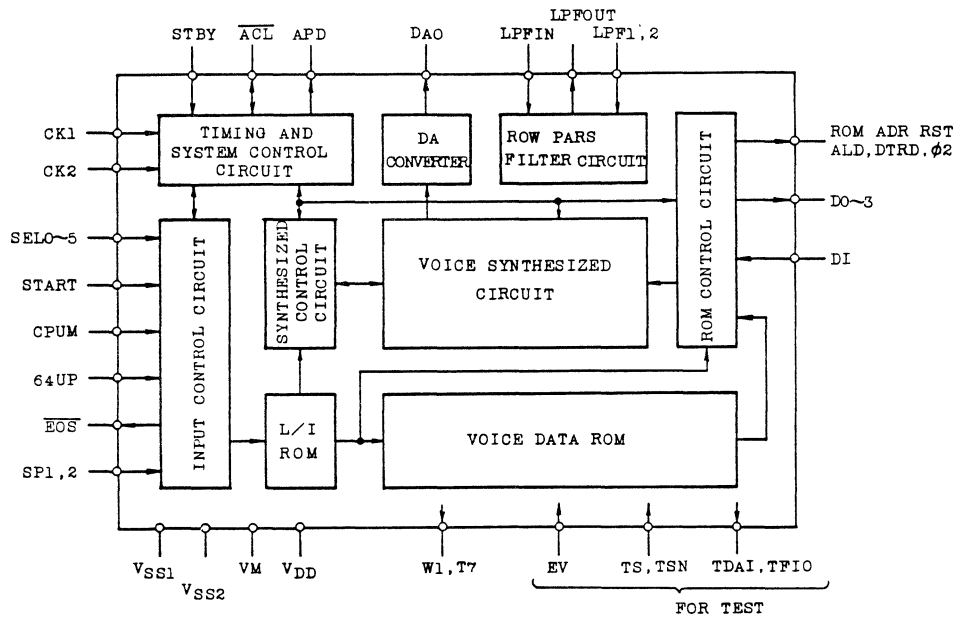 LPFOUT
STBY
ACL
APD
DAO
LPFIN
LPF1,2
CK1
CK2
TIMING AND
SYSTEM CONTROL
CIRCUIT
DA
CONVERTER
ROW PARS
FILTER CIRCUIT
ROM CONTROL CIRCUIT
ROM ADR RST
ALD,DTRD,φ2
DO~3
DI
SELO~5
START
CPUM
64UP
EOS
SP1,2
INPUT CONTROL CIRCUIT
SYNTHESIZED
CONTROL
CIRCUIT
VOICE SYNTHESIZED
CIRCUIT
L/I
ROM
VOICE DATA ROM
VSS1
VSS2
VM
VDD
W1,T7
EV
TS,TSN
TDAI,TFIO
FOR TEST